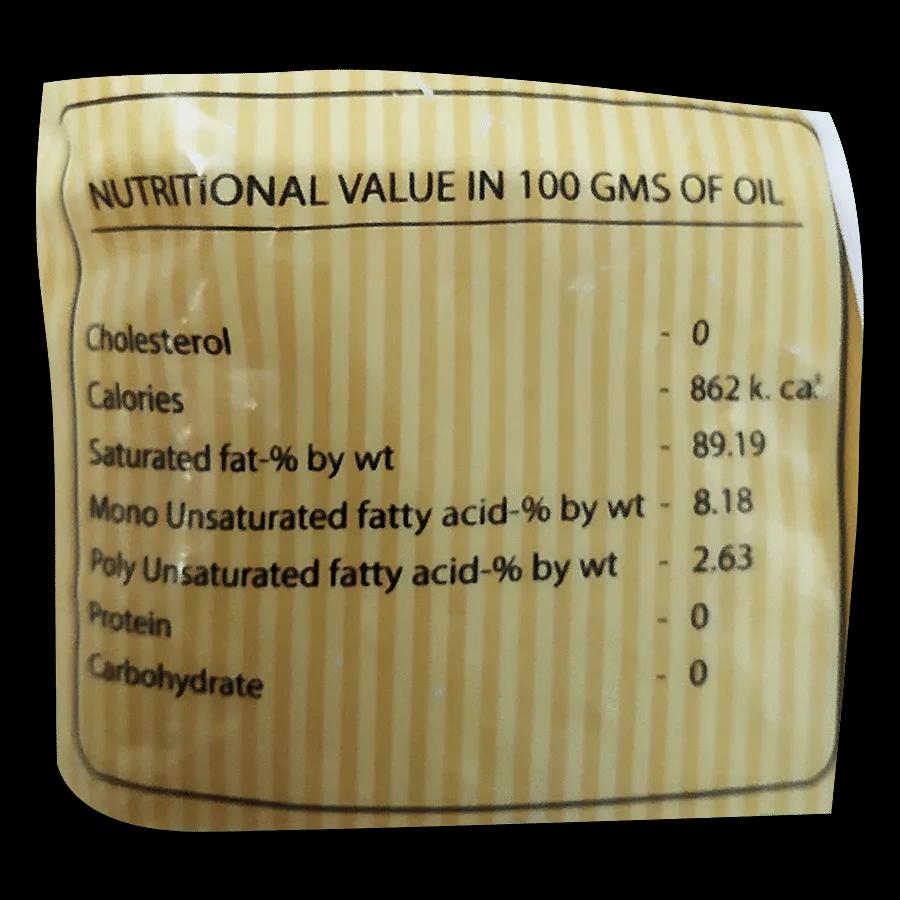 NUTRITIONAL VALUE IN 100 GMS OF OIL
Cholesterol - 0
Calories - 862 k. cal
Saturated fat-% by wt - 89.19
Mono Unsaturated fatty acid-% by wt - 8.18
Poly Unsaturated fatty acid-% by wt - 2.63
Protein - 0
Carbohydrate - 0